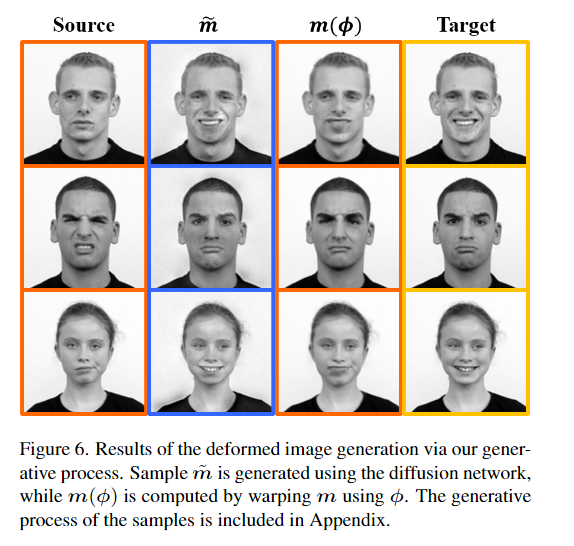 Source m̃ m(ϕ) Target
Figure 6. Results of the deformed image generation via our gener-
ative process. Sample m̃ is generated using the diffusion network,
while m(ϕ) is computed by warping m using ϕ. The generative
process of the samples is included in Appendix.